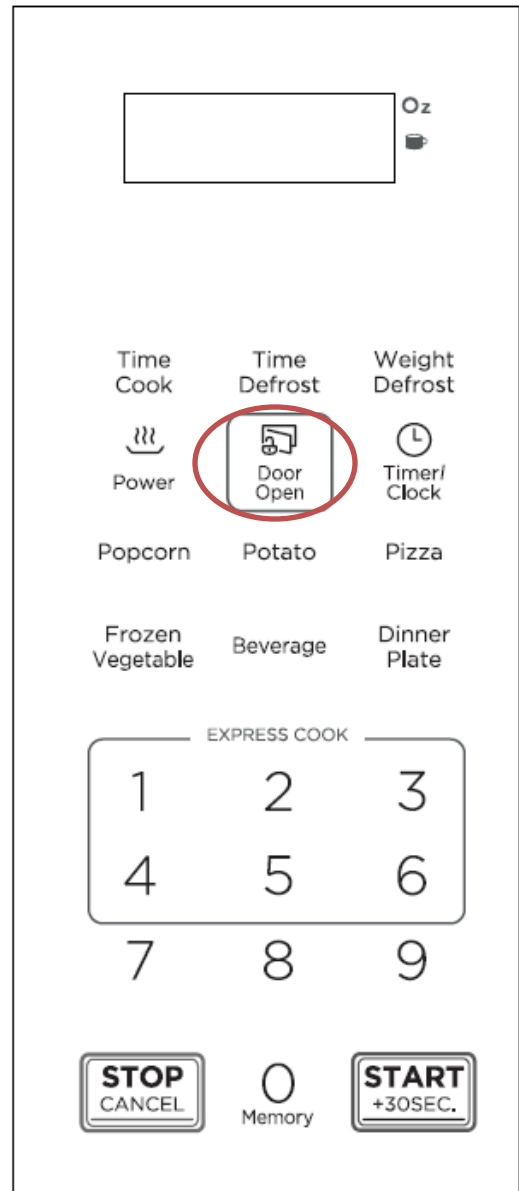 Oz
Time Time Weight
Cook Defrost Defrost
Power Door Open Timer/ Clock
Popcorn Potato Pizza
Frozen Vegetable Beverage Dinner Plate
EXPRESS COOK
1 2 3
4 5 6
7 8 9
STOP CANCEL 0 Memory START +30SEC.